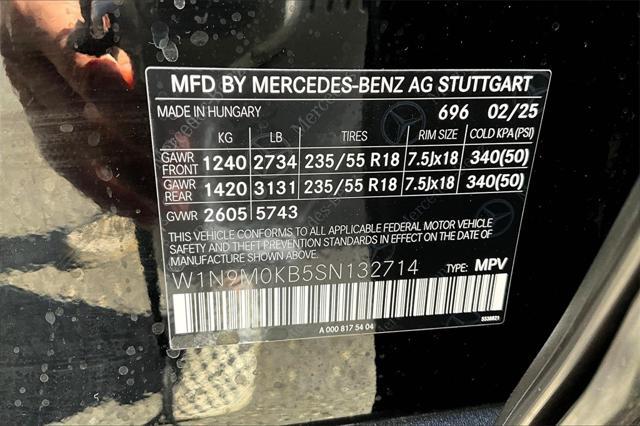 MFD BY MERCEDES-BENZ AG STUTTGART
MADE IN HUNGARY 696 02/25
KG LB TIRES RIM SIZE COLD KPA(PSI)
GAWR FRONT 1240 2734 235/55 R18 7.5Jx18 340(50)
GAWR REAR 1420 3131 235/55 R18 7.5Jx18 340(50)
GVWR 2605 5743
THIS VEHICLE CONFORMS TO ALL APPLICABLE FEDERAL MOTOR VEHICLE
SAFETY AND THEFT PREVENTION STANDARDS IN EFFECT ON THE DATE OF
MANUFACTURE SHOWN ABOVE.
W1N9M0KB5SN132714 TYPE: MPV
A 000 817 54 04